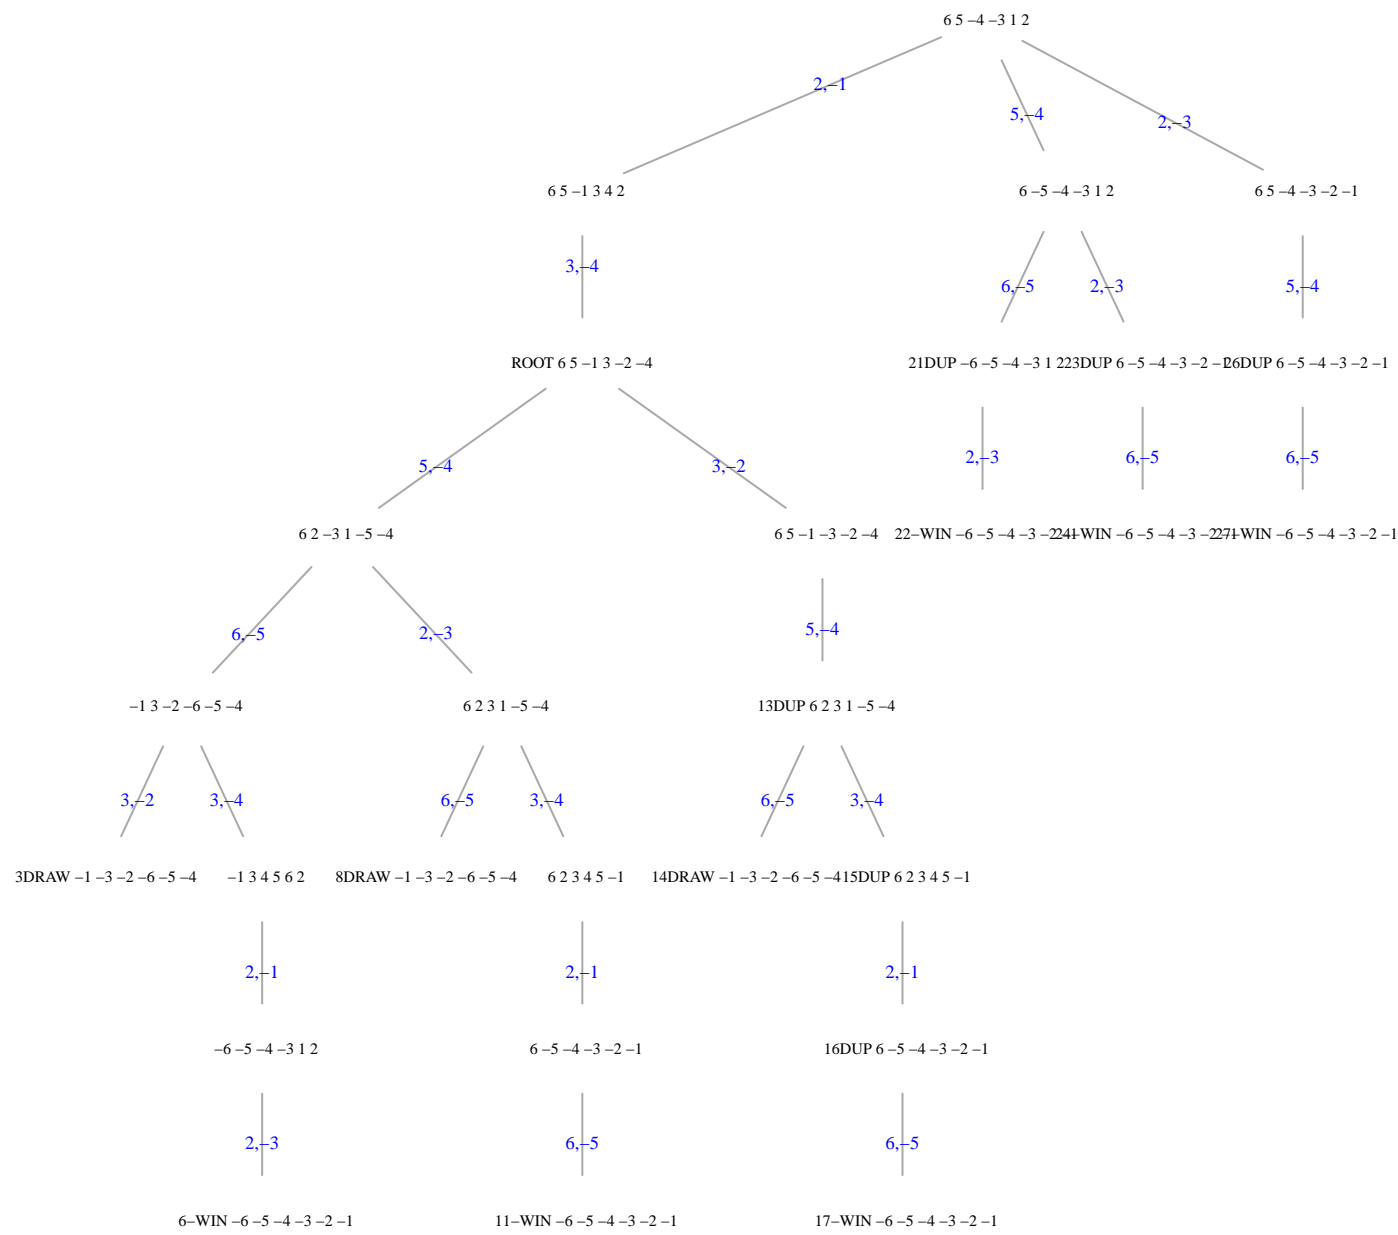 6 5 −4 −3 1 2
2,−1
5,−4
2,−3
6 5 −1 3 4 2
6 −5 −4 −3 1 2
6 5 −4 −3 −2 −1
3,−4
6,−5
2,−3
5,−4
ROOT 6 5 −1 3 −2 −4
21DUP −6 −5 −4 −3 1 2
23DUP 6 −5 −4 −3 −2 −1
26DUP 6 −5 −4 −3 −2 −1
5,−4
3,−2
2,−3
6,−5
6,−5
6 2 −3 1 −5 −4
6 5 −1 −3 −2 −4
22−WIN −6 −5 −4 −3 −2 −1
24−WIN −6 −5 −4 −3 −2 −1
27−WIN −6 −5 −4 −3 −2 −1
6,−5
2,−3
5,−4
−1 3 −2 −6 −5 −4
6 2 3 1 −5 −4
13DUP 6 2 3 1 −5 −4
3,−2
3,−4
6,−5
3,−4
6,−5
3,−4
3DRAW −1 −3 −2 −6 −5 −4
−1 3 4 5 6 2
8DRAW −1 −3 −2 −6 −5 −4
6 2 3 4 5 −1
14DRAW −1 −3 −2 −6 −5 −4
15DUP 6 2 3 4 5 −1
2,−1
2,−1
2,−1
−6 −5 −4 −3 1 2
6 −5 −4 −3 −2 −1
16DUP 6 −5 −4 −3 −2 −1
2,−3
6,−5
6,−5
6−WIN −6 −5 −4 −3 −2 −1
11−WIN −6 −5 −4 −3 −2 −1
17−WIN −6 −5 −4 −3 −2 −1